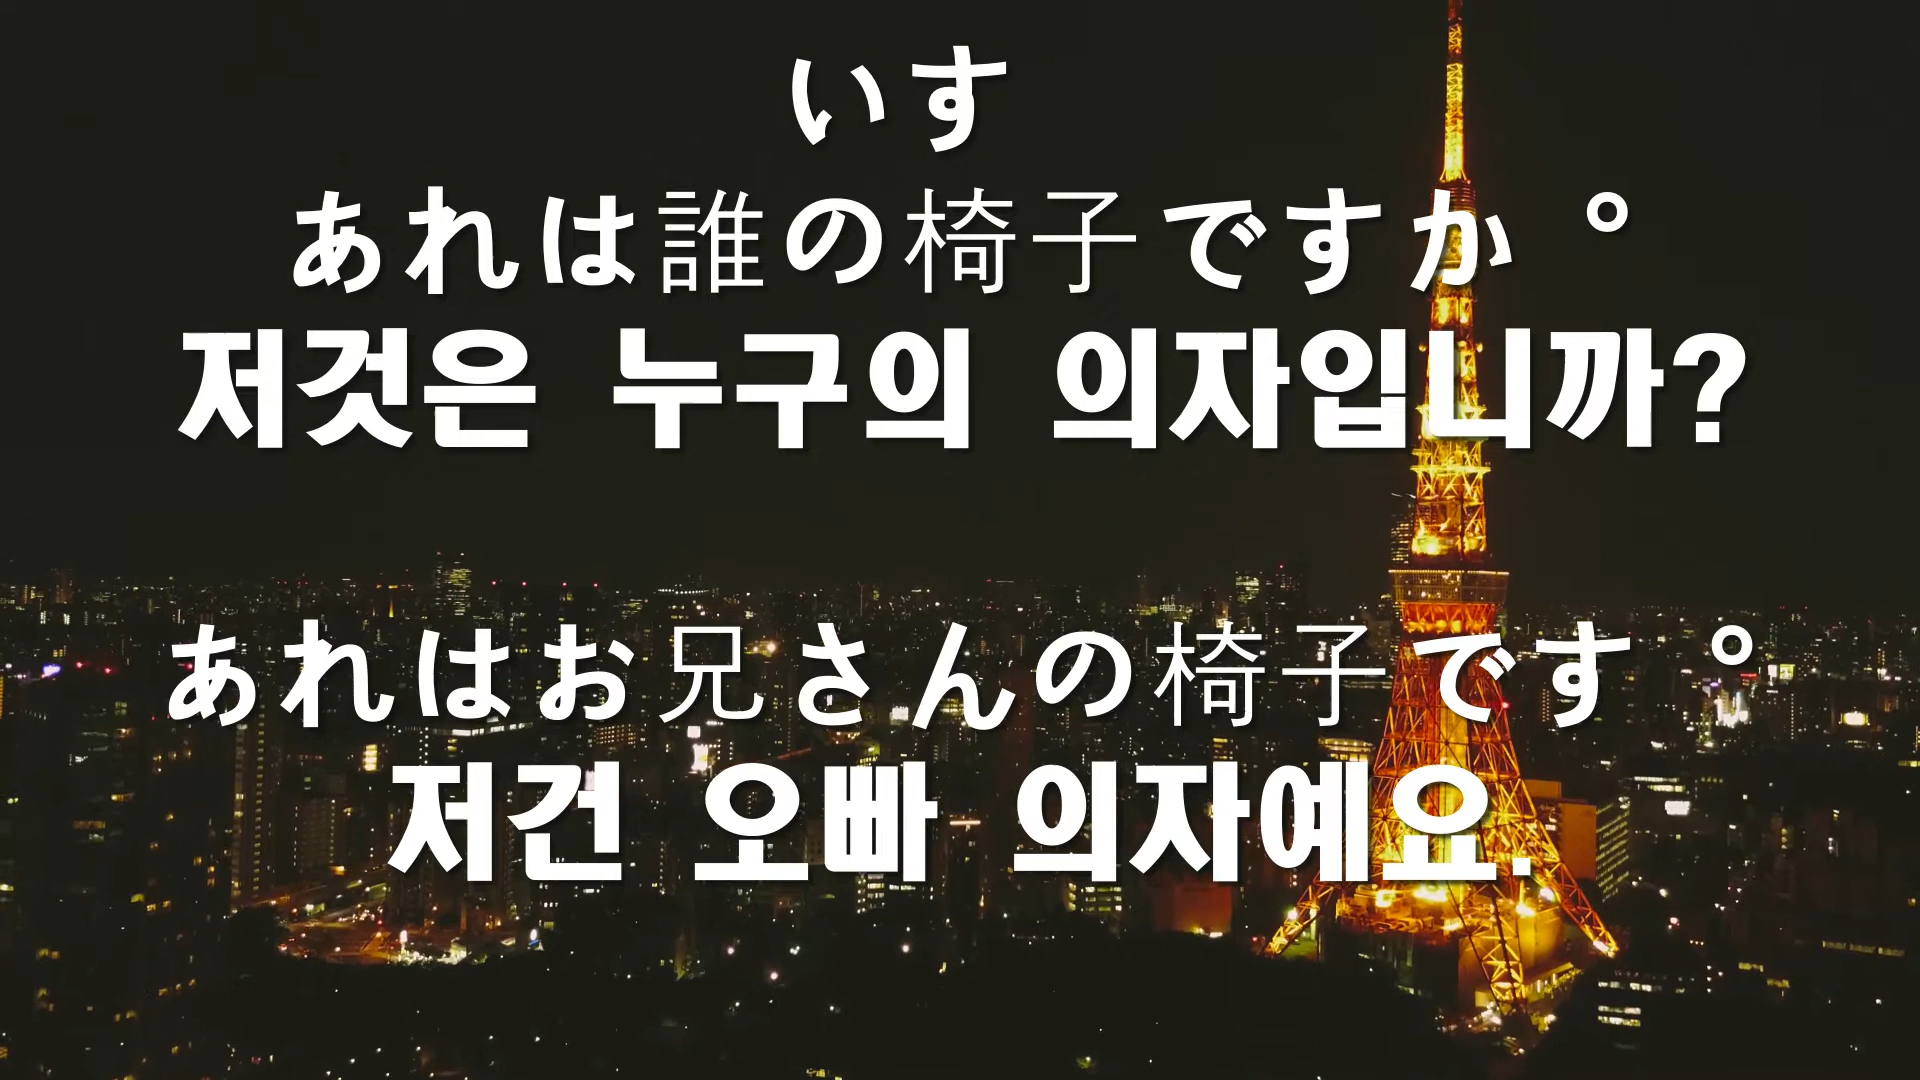 いす
あれは誰の椅子ですか。
저것은 누구의 의자입니까?
あれはお兄さんの椅子です。
저건 오빠 의자예요.